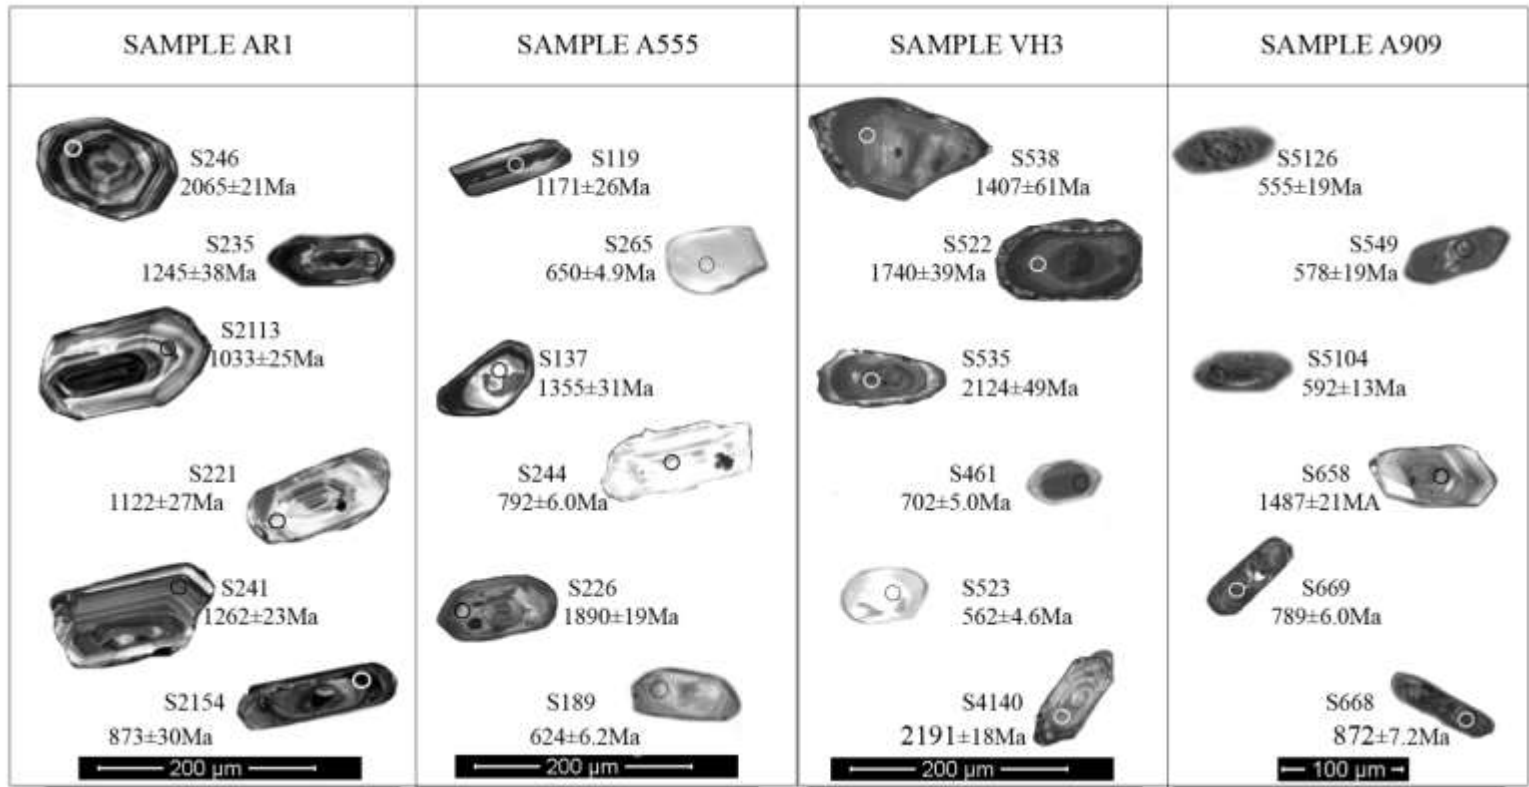 SAMPLE AR1
SAMPLE A555
SAMPLE VH3
SAMPLE A909
S246
2065±21Ma
S235
1245±38Ma
S2113
1033±25Ma
S221
1122±27Ma
S241
1262±23Ma
S2154
873±30Ma
200 µm
S119
1171±26Ma
S265
650±4.9Ma
S137
1355±31Ma
S244
792±6.0Ma
S226
1890±19Ma
S189
624±6.2Ma
200 µm
S538
1407±61Ma
S522
1740±39Ma
S535
2124±49Ma
S461
702±5.0Ma
S523
562±4.6Ma
S4140
2191±18Ma
200 µm
S5126
555±19Ma
S549
578±19Ma
S5104
592±13Ma
S658
1487±21MA
S669
789±6.0Ma
S668
872±7.2Ma
100 µm